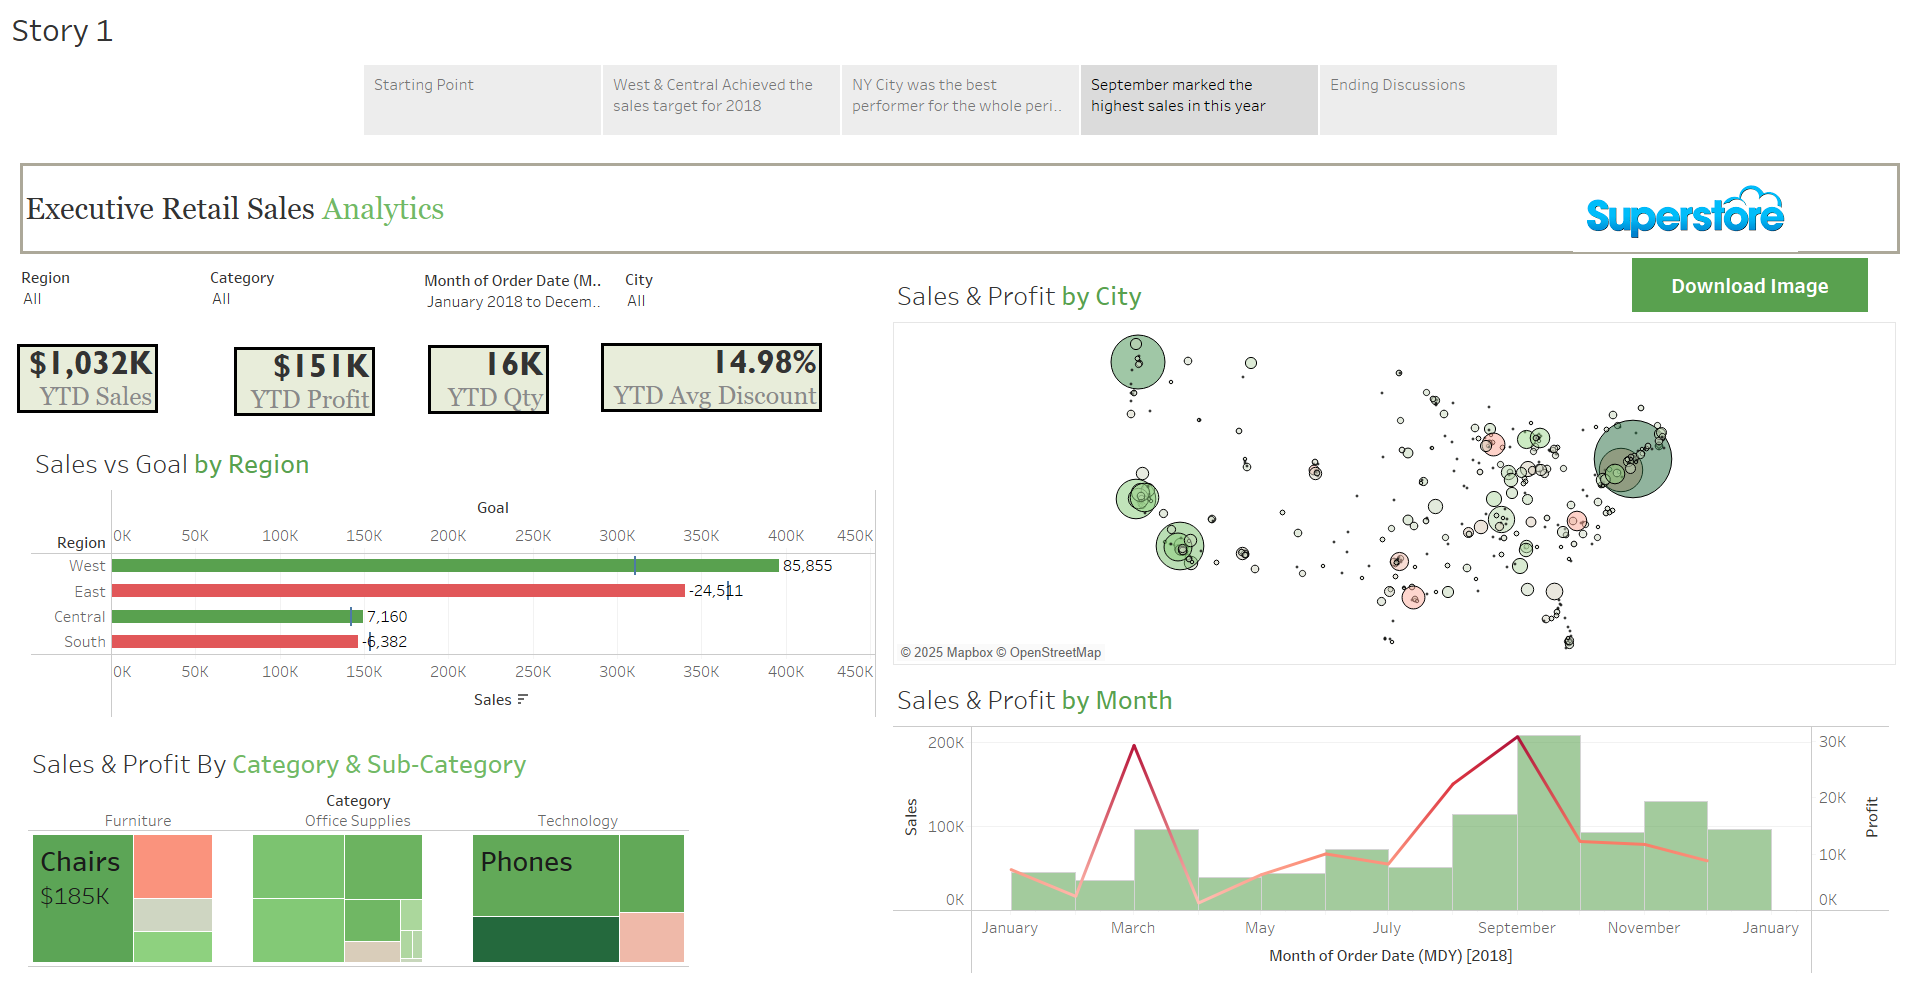 Story 1
Starting Point
West & Central Achieved the
sales target for 2018
NY City was the best
performer for the whole peri..
September marked the
highest sales in this year
Ending Discussions
Executive Retail Sales Analytics
Superstore
Region
All
Category
All
Month of Order Date (M..
January 2018 to Decem..
City
All
Download Image
$1,032K
YTD Sales
$151K
YTD Profit
16K
YTD Qty
14.98%
YTD Avg Discount
Sales vs Goal by Region
Goal
Region
0K 50K 100K 150K 200K 250K 300K 350K 400K 450K
West 85,855
East -24,511
Central 7,160
South -6,382
0K 50K 100K 150K 200K 250K 300K 350K 400K 450K
Sales
Sales & Profit By Category & Sub-Category
Category
Furniture Office Supplies Technology
Chairs
$185K
Phones
Sales & Profit by City
© 2025 Mapbox © OpenStreetMap
Sales & Profit by Month
200K
100K
0K
Sales
30K
20K
10K
0K
Profit
January March May July September November January
Month of Order Date (MDY) [2018]